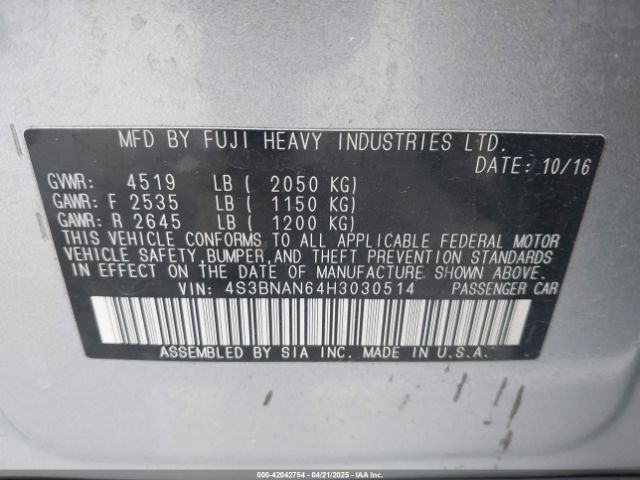 MFD BY FUJI HEAVY INDUSTRIES LTD.
DATE: 10/16
GVWR: 4519 LB ( 2050 KG)
GAWR: F 2535 LB ( 1150 KG)
GAWR: R 2645 LB ( 1200 KG)
THIS VEHICLE CONFORMS TO ALL APPLICABLE FEDERAL MOTOR
VEHICLE SAFETY,BUMPER,AND THEFT PREVENTION STANDARDS
IN EFFECT ON THE DATE OF MANUFACTURE SHOWN ABOVE.
VIN: 4S3BNAN64H3030514 PASSENGER CAR
ASSEMBLED BY SIA INC. MADE IN U.S.A.
000-42042754 - 04/21/2025 - IAA Inc.